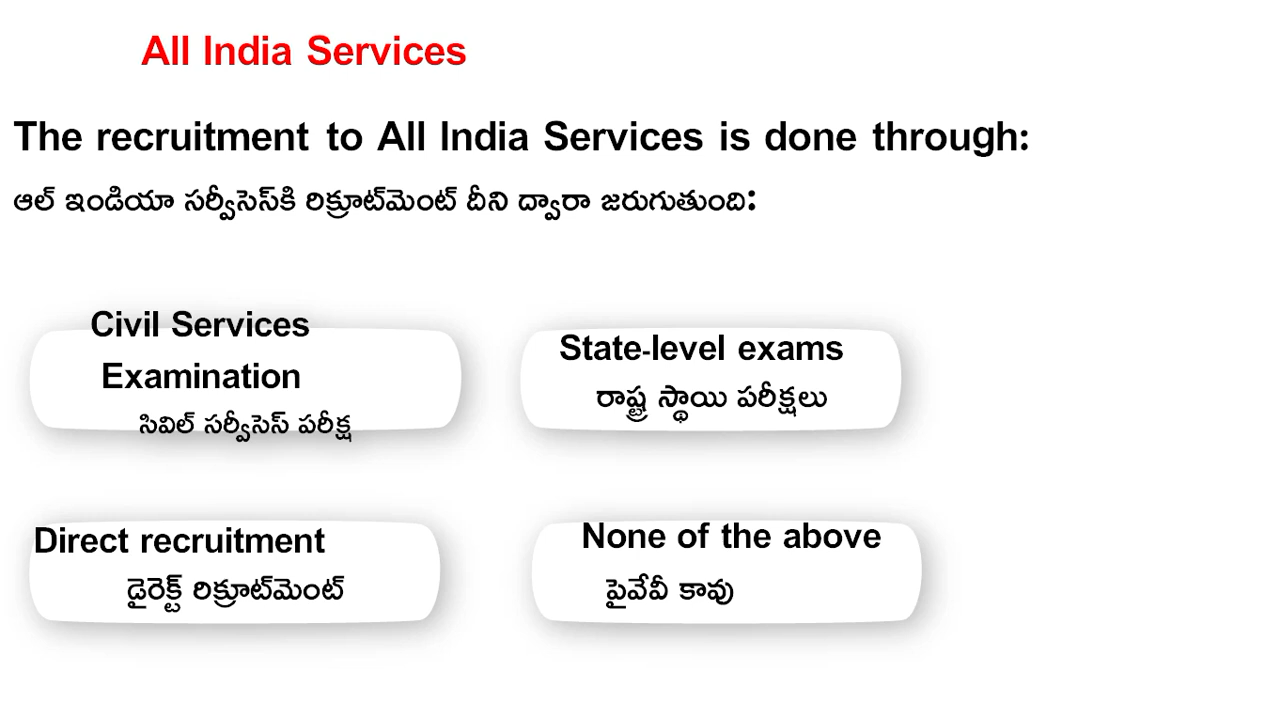 All India Services
The recruitment to All India Services is done through:
ఆల్ ఇండియా సర్వీసెస్‌కి రిక్రూట్‌మెంట్ దీని ద్వారా జరుగుతుంది:
Civil Services
Examination
సివిల్ సర్వీసెస్ పరీక్ష
State-level exams
రాష్ట్ర స్థాయి పరీక్షలు
Direct recruitment
డైరెక్ట్ రిక్రూట్‌మెంట్
None of the above
పైవేవీ కావు